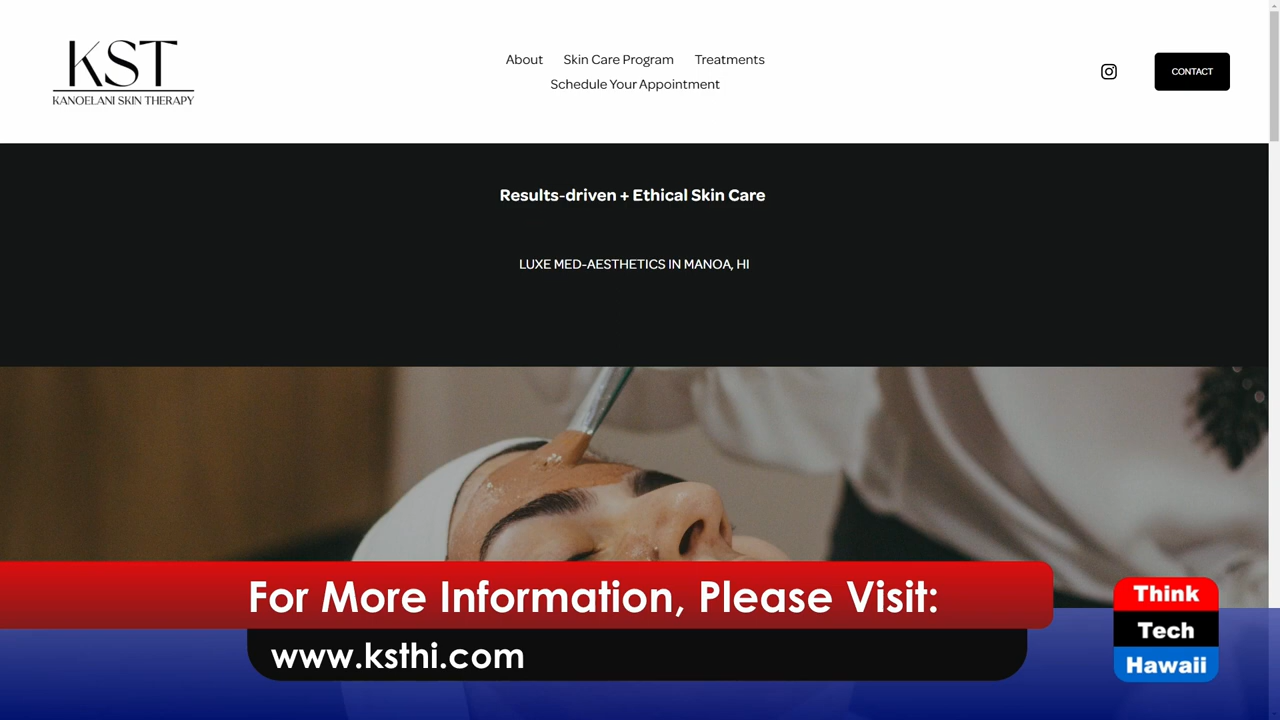 KST
KANOELANI SKIN THERAPY
About Skin Care Program Treatments
Schedule Your Appointment
CONTACT
Results-driven + Ethical Skin Care
LUXE MED-AESTHETICS IN MANOA, HI
For More Information, Please Visit:
www.ksthi.com
Think
Tech
Hawaii